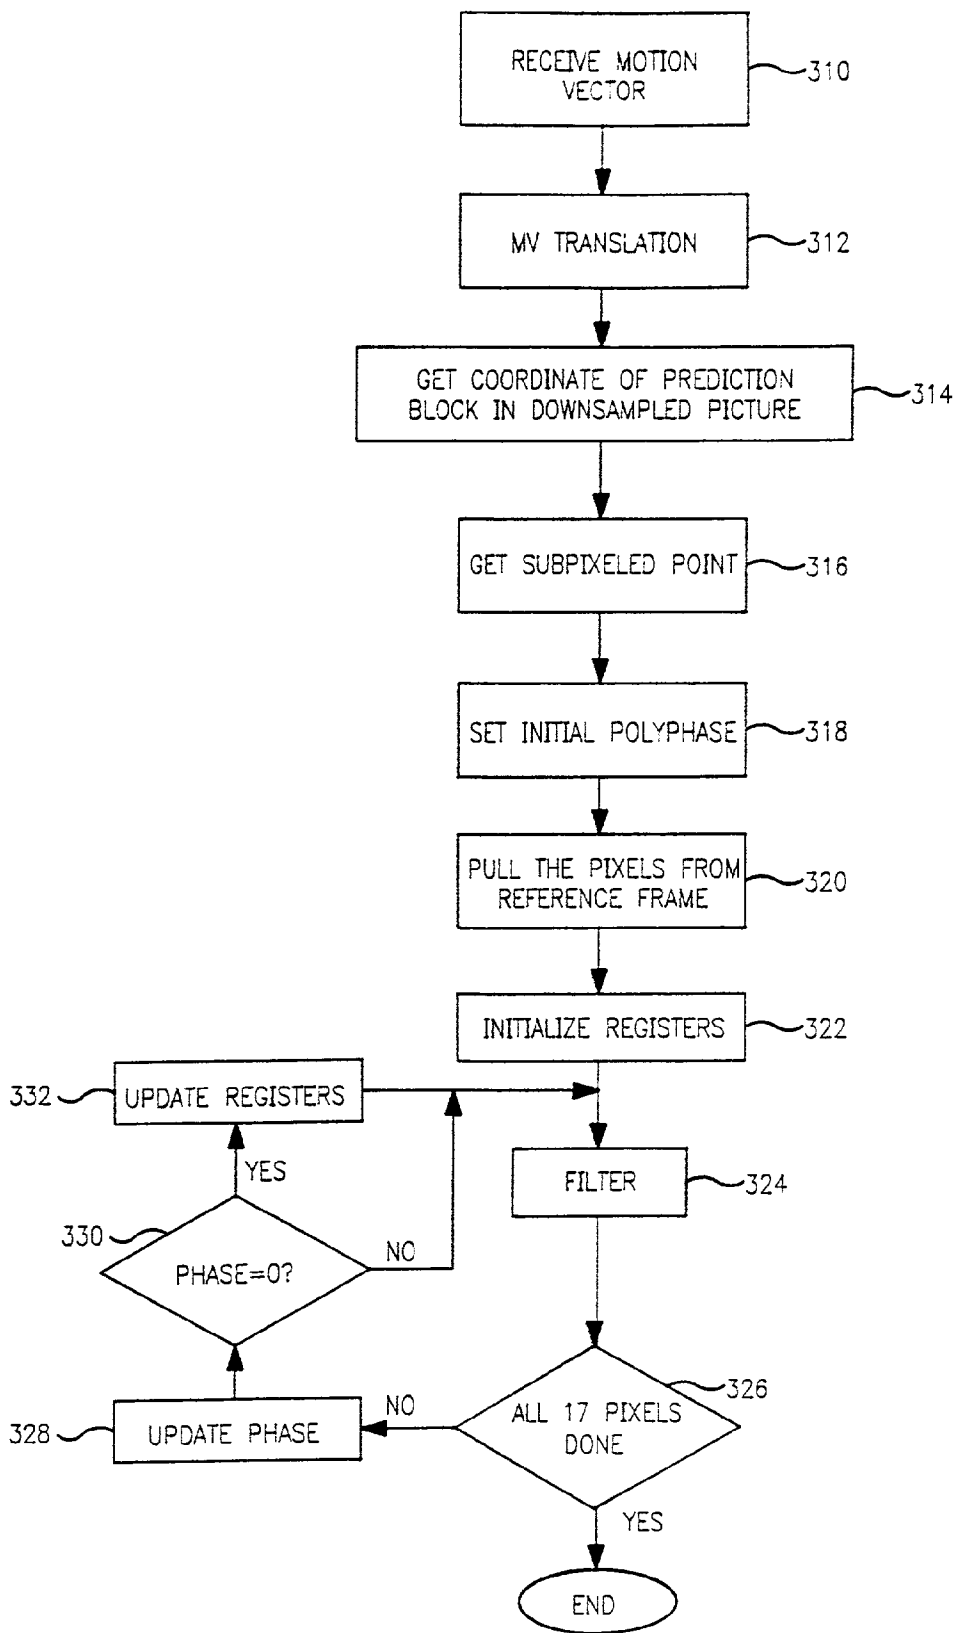 RECEIVE MOTION
VECTOR
310
MV TRANSLATION
312
GET COORDINATE OF PREDICTION
BLOCK IN DOWNSAMPLED PICTURE
314
GET SUBPIXELED POINT
316
SET INITIAL POLYPHASE
318
PULL THE PIXELS FROM
REFERENCE FRAME
320
INITIALIZE REGISTERS
322
332
UPDATE REGISTERS
YES
FILTER
324
330
PHASE=0?
NO
326
ALL 17 PIXELS
DONE
NO
328
UPDATE PHASE
YES
END